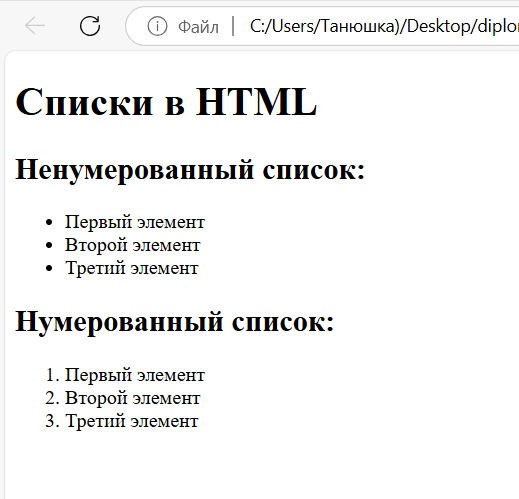 Файл | C:/Users/Танюшка)/Desktop/diplor
Списки в HTML
Ненумерованный список:
• Первый элемент
• Второй элемент
• Третий элемент
Нумерованный список:
1. Первый элемент
2. Второй элемент
3. Третий элемент